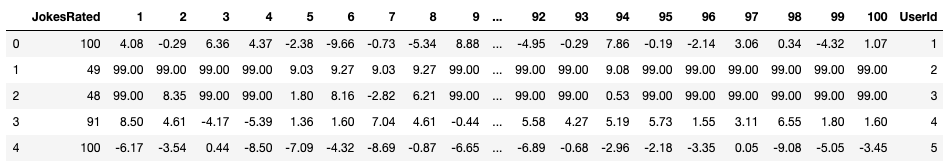 JokesRated 1 2 3 4 5 6 7 8 9 ... 92 93 94 95 96 97 98 99 100 UserId
0 100 4.08 -0.29 6.36 4.37 -2.38 -9.66 -0.73 -5.34 8.88 ... -4.95 -0.29 7.86 -0.19 -2.14 3.06 0.34 -4.32 1.07 1
1 49 99.00 99.00 99.00 99.00 9.03 9.27 9.03 9.27 99.00 ... 99.00 99.00 9.08 99.00 99.00 99.00 99.00 99.00 99.00 2
2 48 99.00 8.35 99.00 99.00 1.80 8.16 -2.82 6.21 99.00 ... 99.00 99.00 0.53 99.00 99.00 99.00 99.00 99.00 99.00 3
3 91 8.50 4.61 -4.17 -5.39 1.36 1.60 7.04 4.61 -0.44 ... 5.58 4.27 5.19 5.73 1.55 3.11 6.55 1.80 1.60 4
4 100 -6.17 -3.54 0.44 -8.50 -7.09 -4.32 -8.69 -0.87 -6.65 ... -6.89 -0.68 -2.96 -2.18 -3.35 0.05 -9.08 -5.05 -3.45 5